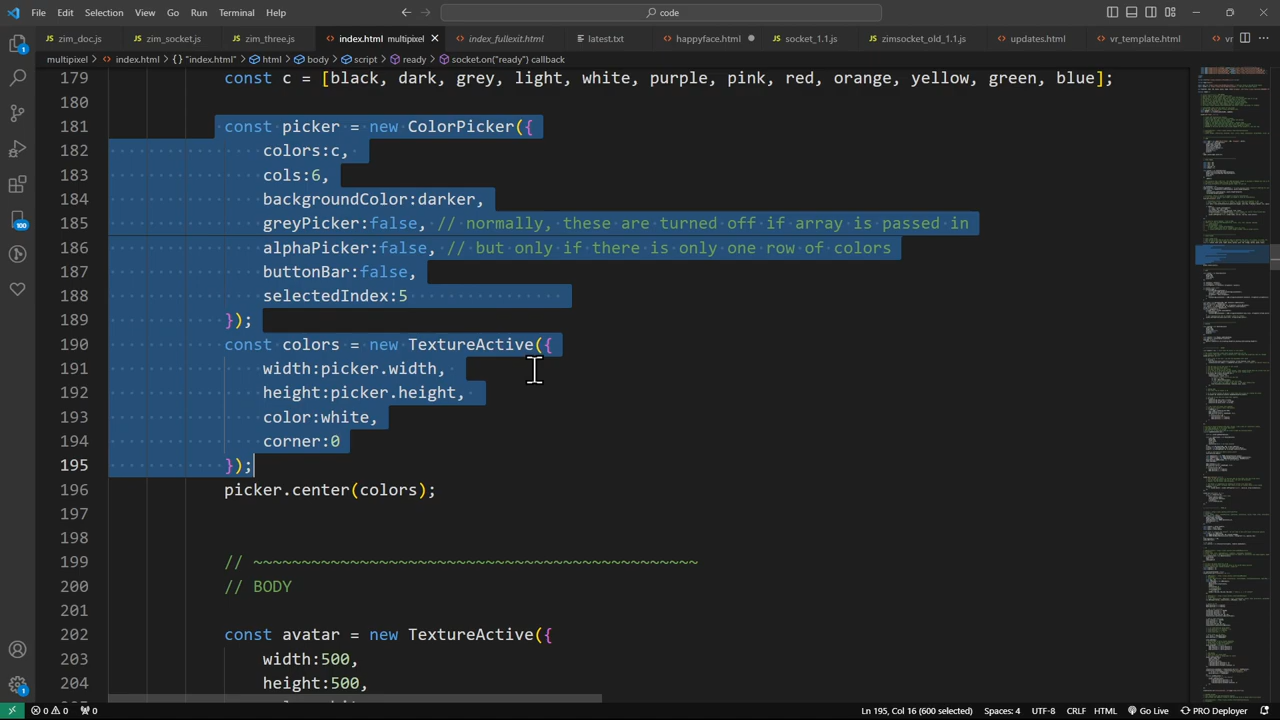 File Edit Selection View Go Run Terminal Help code
zim_doc.js zim_socket.js zim_three.js index.html multipixel index_fullexit.html latest.txt happyface.html socket_1.1.js zimsocket_old_1.1.js updates.html vr_template.html vr
multipixel > index.html > {} "index.html" > html > body > script > ready > socket.on("ready") callback
179 const c = [black, dark, grey, light, white, purple, pink, red, orange, yellow, green, blue];
180
181 const picker = new ColorPicker({
182 colors:c,
183 cols:6,
184 backgroundColor:darker,
185 greyPicker:false, // normally these are turned off if array is passed
186 alphaPicker:false, // but only if there is only one row of colors
187 buttonBar:false,
188 selectedIndex:5
189 });
190 const colors = new TextureActive({
191 width:picker.width,
192 height:picker.height,
193 color:white,
194 corner:0
195 });
196 picker.center(colors);
197
198
199 // ~~~~~~~~~~~~~~~~~~~~~~~~~~~~~~~~~~~~~~~~~~~~~~
200 // BODY
201
202 const avatan = new TextureActive({
203 width:500,
204 height:500,
0 0 Ln 195, Col 16 (600 selected) Spaces: 4 UTF-8 CRLF HTML Go Live PRO Deployer